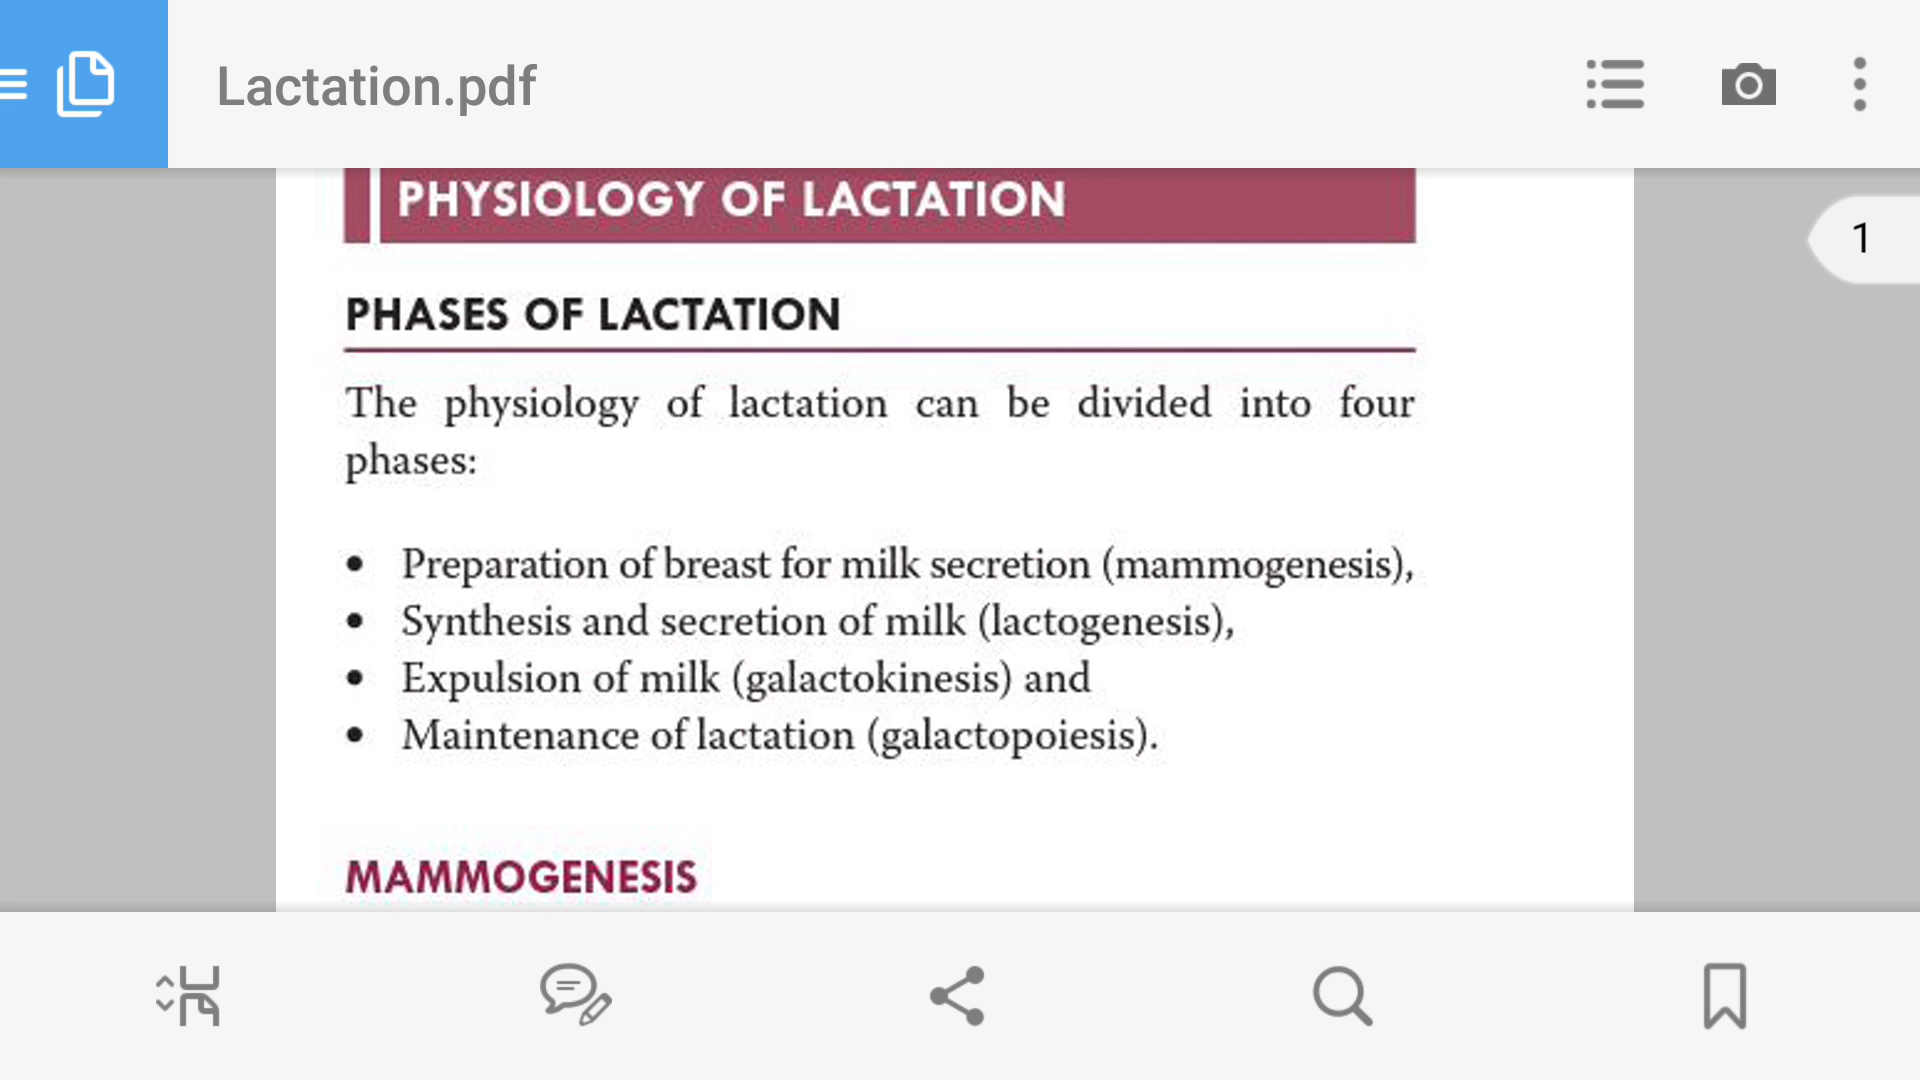 Lactation.pdf
PHYSIOLOGY OF LACTATION
1
PHASES OF LACTATION
The physiology of lactation can be divided into four
phases:
• Preparation of breast for milk secretion (mammogenesis),
• Synthesis and secretion of milk (lactogenesis),
• Expulsion of milk (galactokinesis) and
• Maintenance of lactation (galactopoiesis).
MAMMOGENESIS